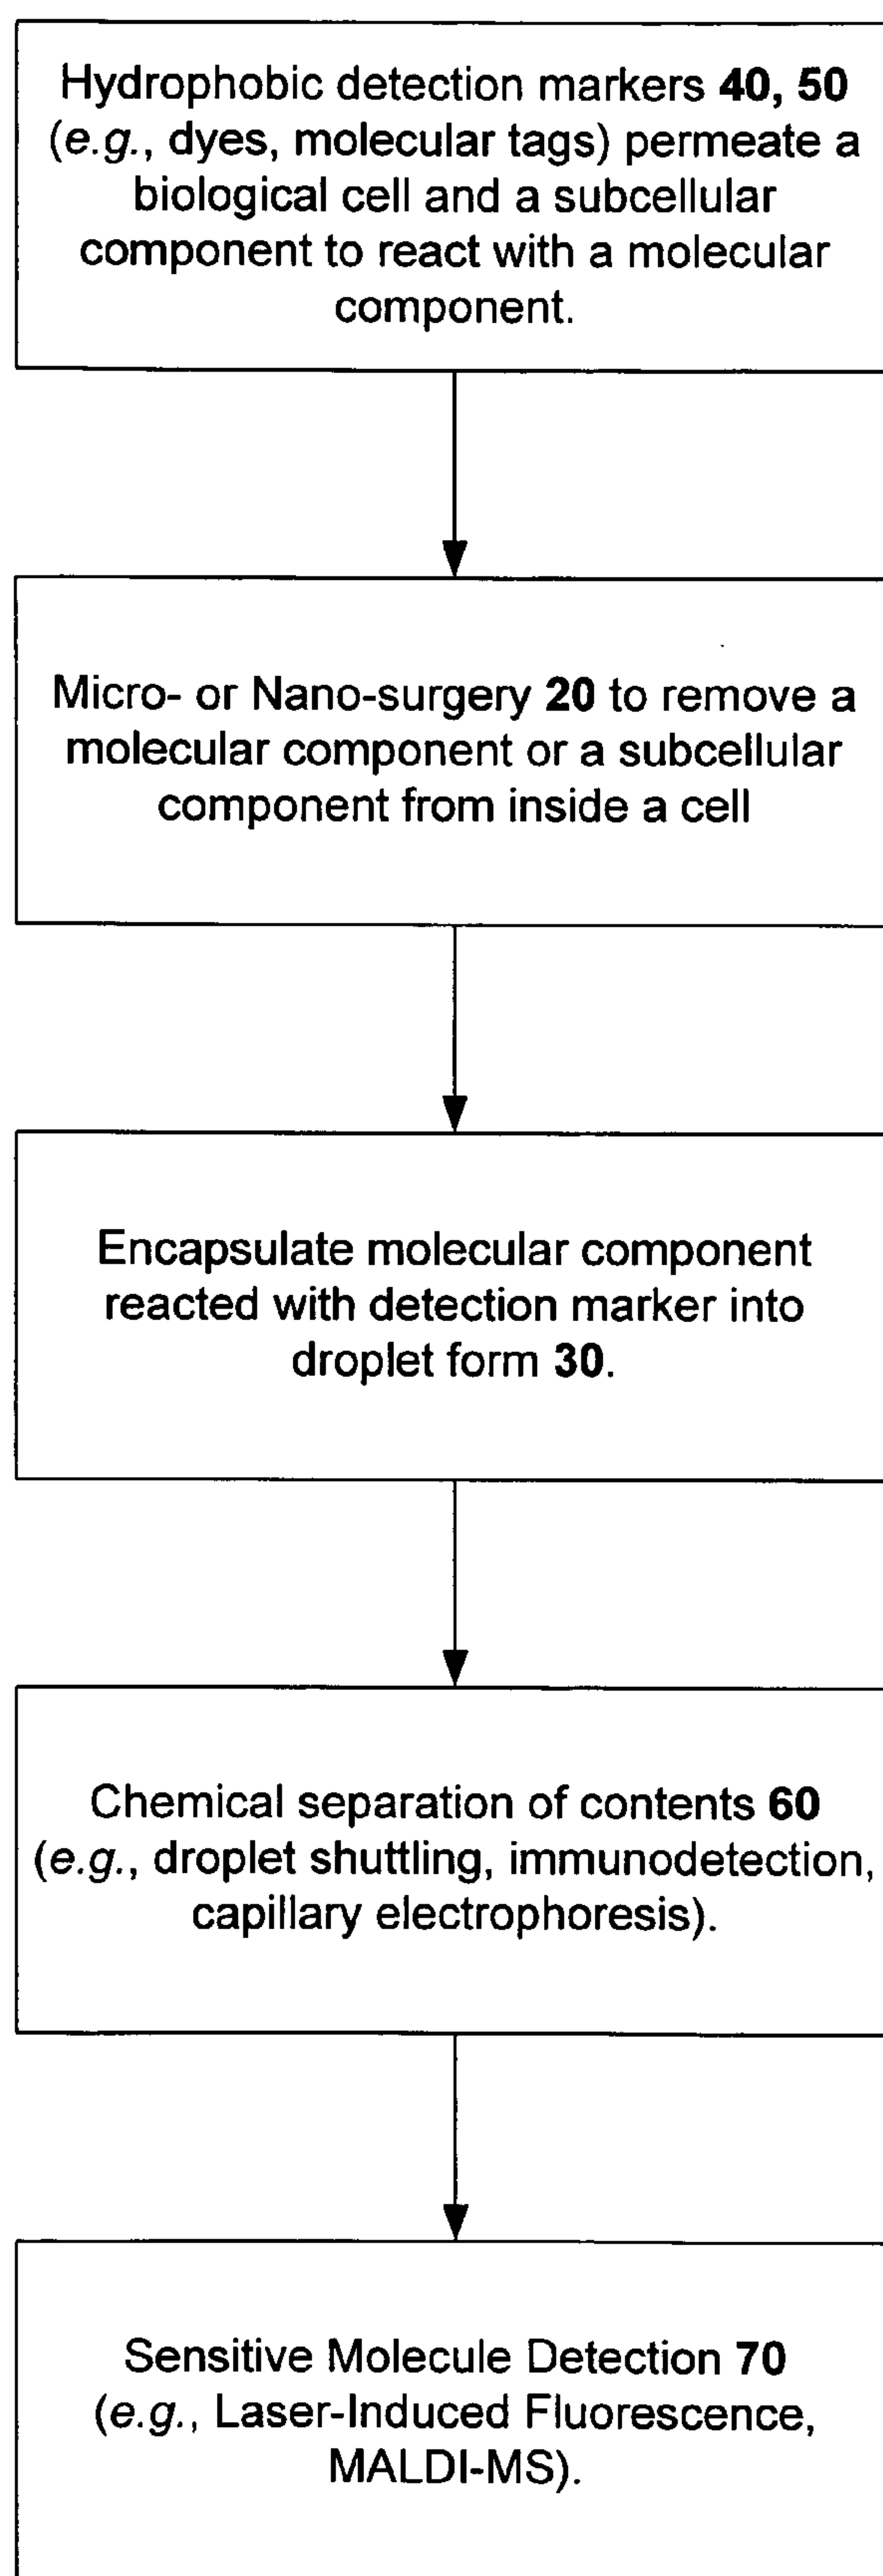 Hydrophobic detection markers 40, 50
(e.g., dyes, molecular tags) permeate a
biological cell and a subcellular
component to react with a molecular
component.
Micro- or Nano-surgery 20 to remove a
molecular component or a subcellular
component from inside a cell
Encapsulate molecular component
reacted with detection marker into
droplet form 30.
Chemical separation of contents 60
(e.g., droplet shuttling, immunodetection,
capillary electrophoresis).
Sensitive Molecule Detection 70
(e.g., Laser-Induced Fluorescence,
MALDI-MS).